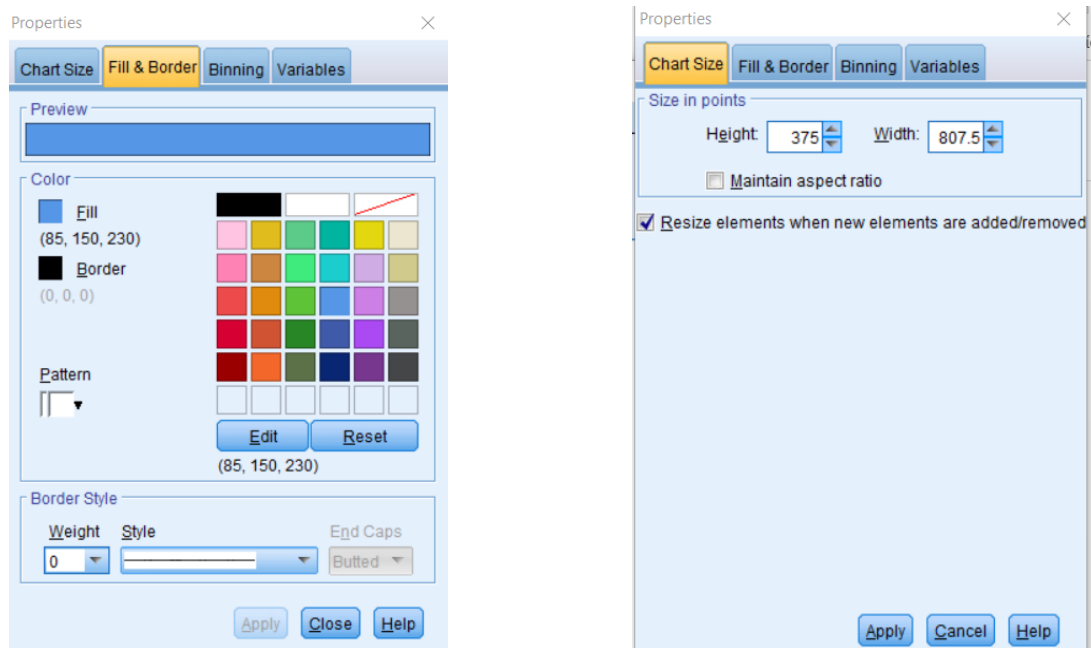 Properties
Chart Size Fill & Border Binning Variables
Preview
Color
Fill
(85, 150, 230)
Border
(0, 0, 0)
Pattern
Edit Reset
(85, 150, 230)
Border Style
Weight Style End Caps
0 Butted
Apply Close Help
Properties
Chart Size Fill & Border Binning Variables
Size in points
Height: 375 Width: 807.5
Maintain aspect ratio
Resize elements when new elements are added/removed
Apply Cancel Help